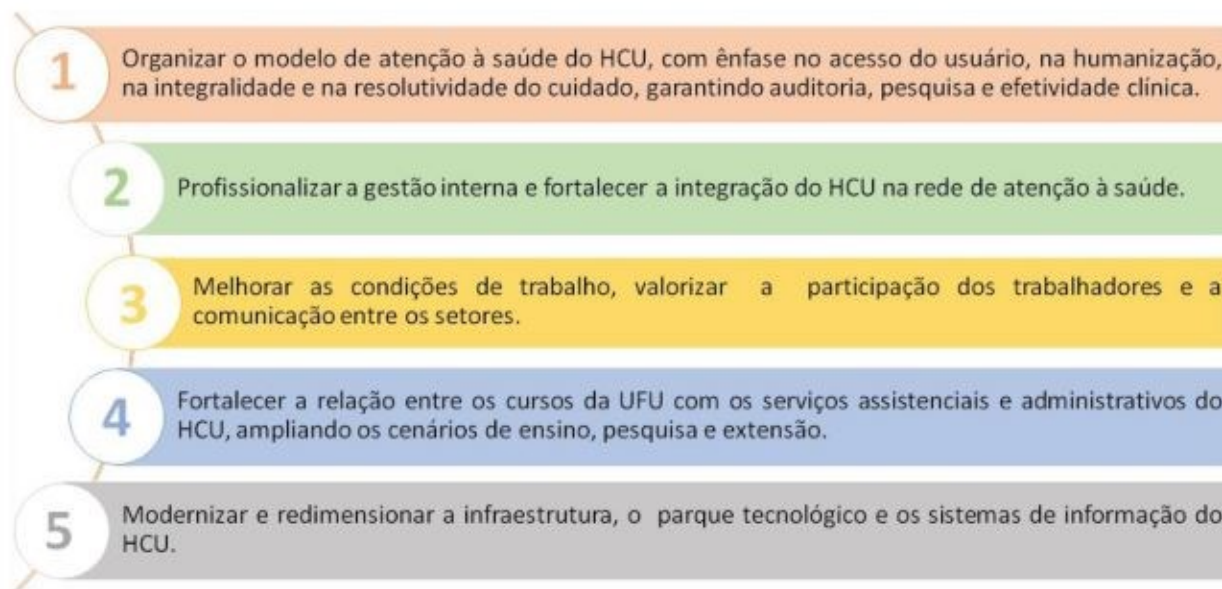 1
Organizar o modelo de atenção à saúde do HCU, com ênfase no acesso do usuário, na humanização,
na integralidade e na resolutividade do cuidado, garantindo auditoria, pesquisa e efetividade clínica.
2
Profissionalizar a gestão interna e fortalecer a integração do HCU na rede de atenção à saúde.
3
Melhorar as condições de trabalho, valorizar a participação dos trabalhadores e a
comunicação entre os setores.
4
Fortalecer a relação entre os cursos da UFU com os serviços assistenciais e administrativos do
HCU, ampliando os cenários de ensino, pesquisa e extensão.
5
Modernizar e redimensionar a infraestrutura, o parque tecnológico e os sistemas de informação do
HCU.